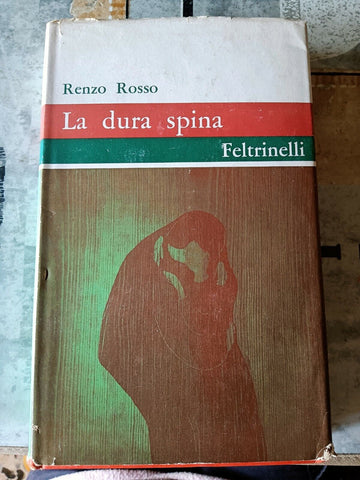 Renzo Rosso
La dura spina
Feltrinelli